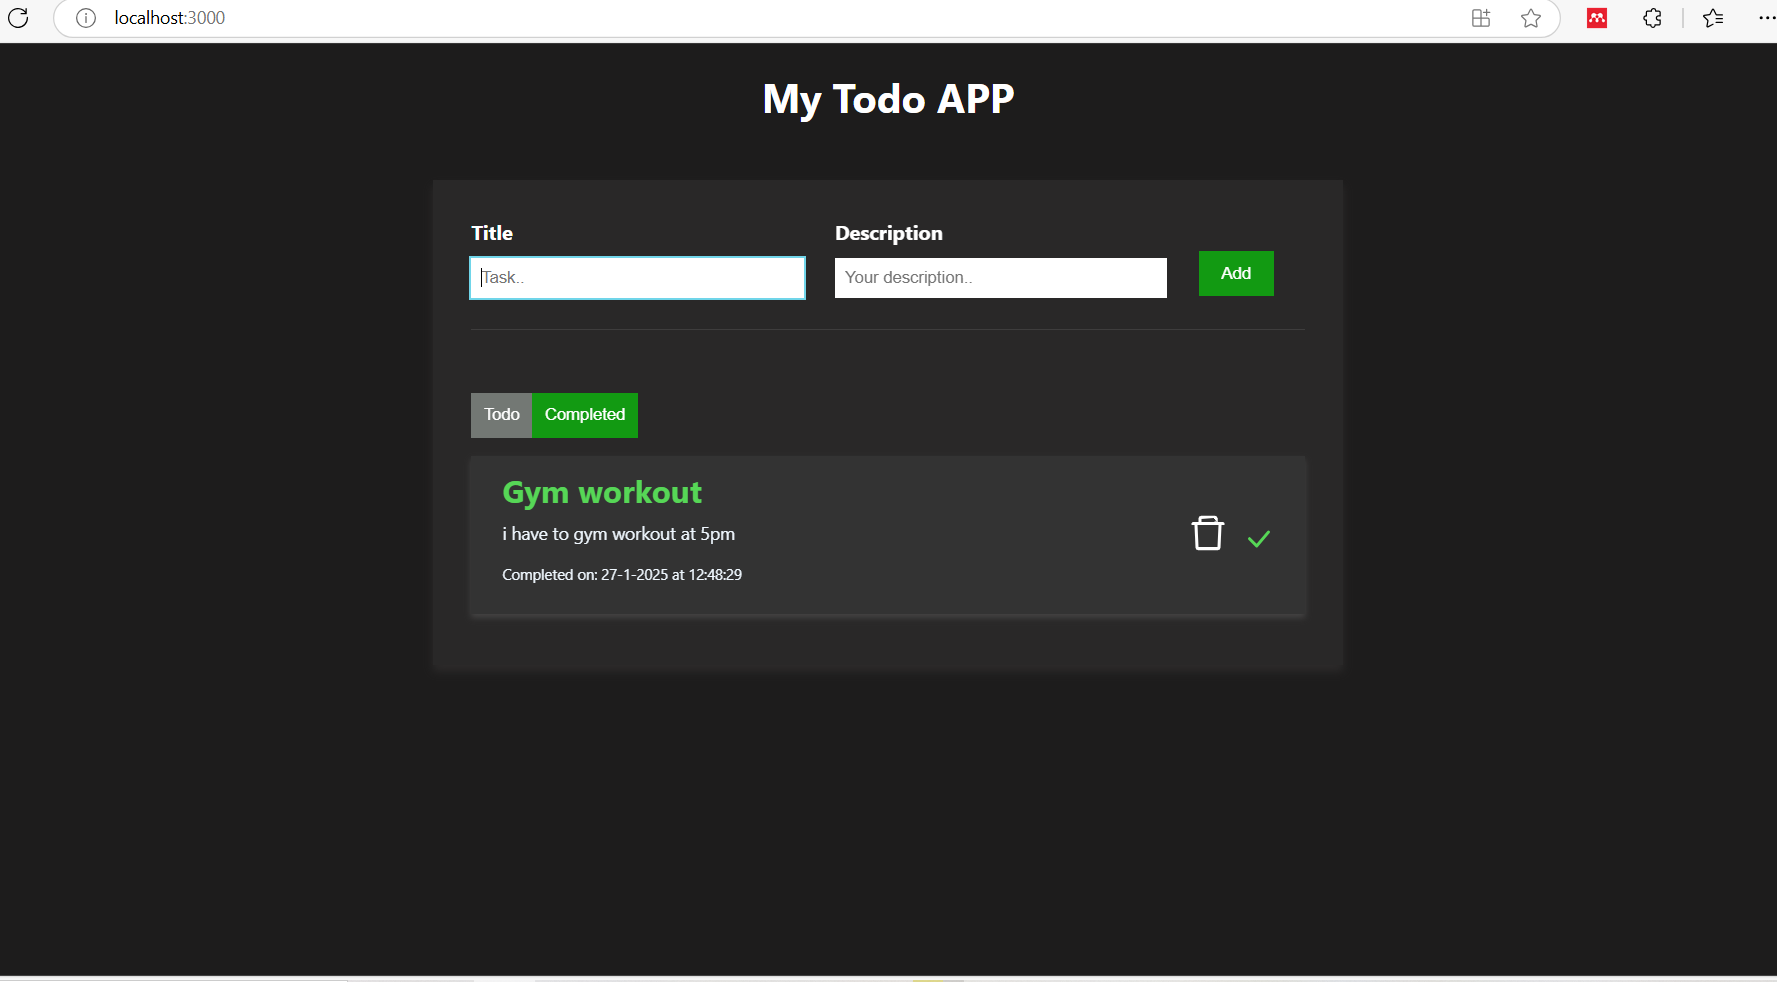 localhost:3000
My Todo APP
Title
Description
Task..
Your description..
Add
Todo
Completed
Gym workout
i have to gym workout at 5pm
Completed on: 27-1-2025 at 12:48:29